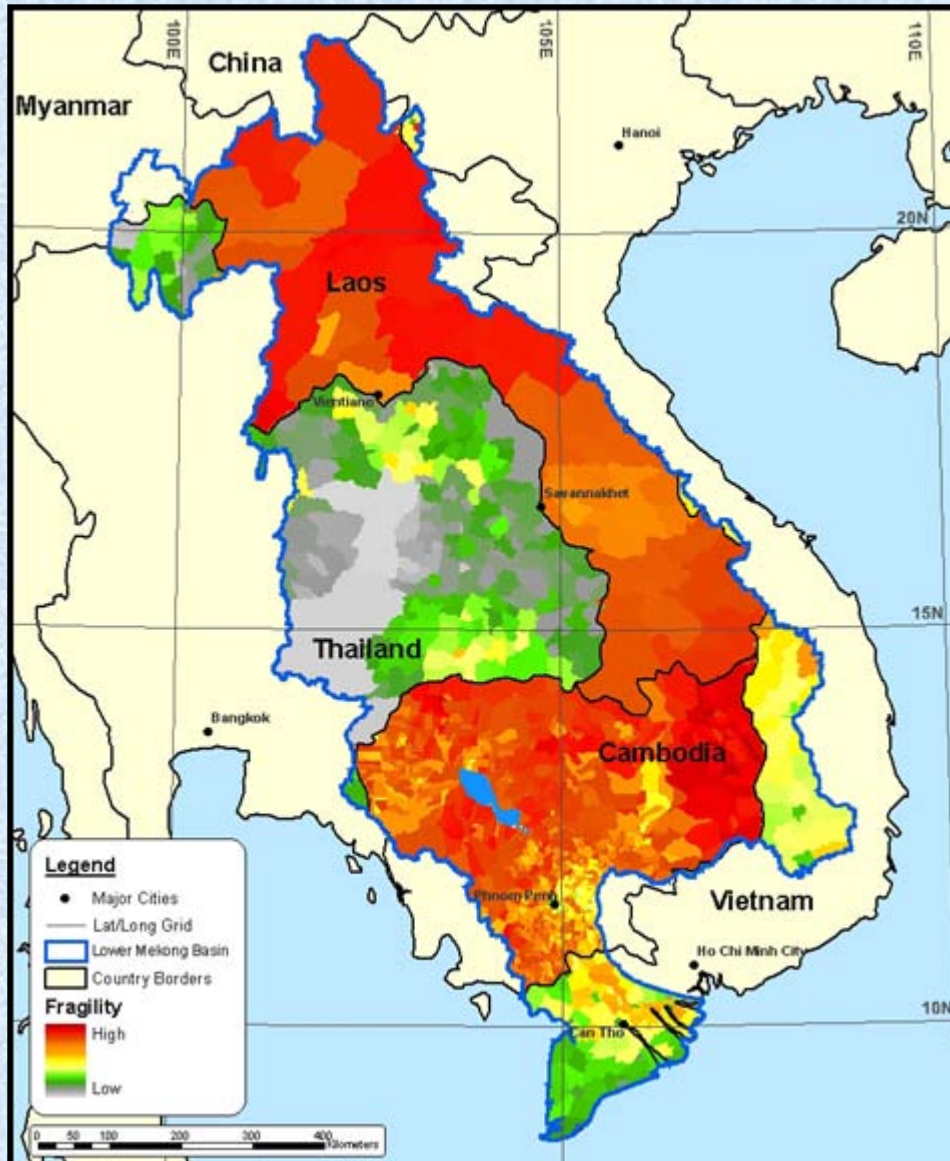 100E
105E
110E
China
Myanmar
Hanoi
20N
Laos
Vientiane
Savannakhet
15N
Thailand
Bangkok
Cambodia
Legend
Major Cities
Lat/Long Grid
Lower Mekong Basin
Country Borders
Fragility
High
Low
Phnom Penh
Vietnam
Ho Chi Minh City
10N
Can Tho
0 50 100 200 300 400
Kilometers